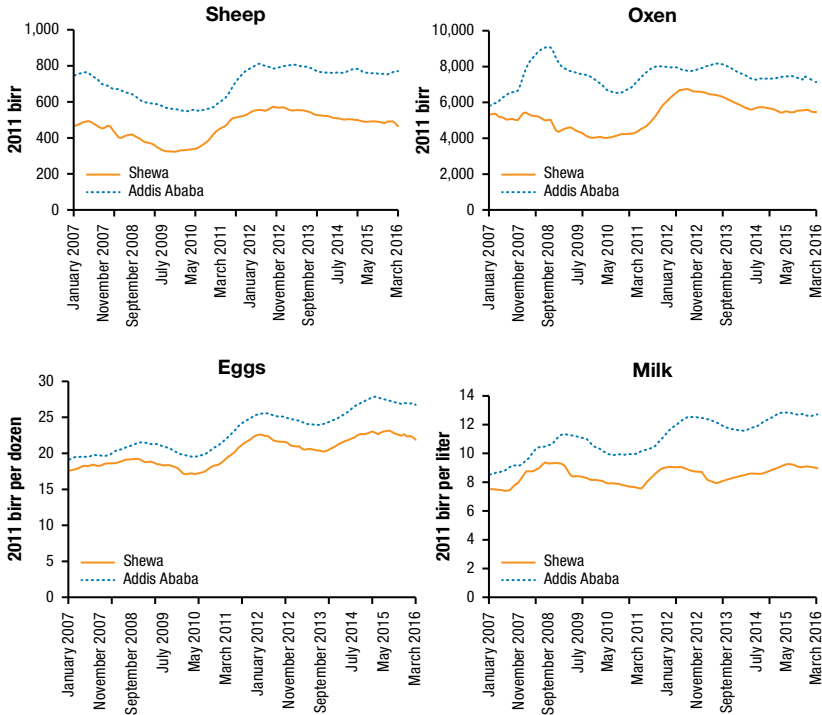 Sheep
2011 birr
1,000
800
600
400
200
0
Shewa
Addis Ababa
January 2007
November 2007
September 2008
July 2009
May 2010
March 2011
January 2012
November 2012
September 2013
July 2014
May 2015
March 2016
Oxen
2011 birr
10,000
8,000
6,000
4,000
2,000
0
Shewa
Addis Ababa
January 2007
November 2007
September 2008
July 2009
May 2010
March 2011
January 2012
November 2012
September 2013
July 2014
May 2015
March 2016
Eggs
2011 birr per dozen
30
25
20
15
10
5
0
Shewa
Addis Ababa
January 2007
November 2007
September 2008
July 2009
May 2010
March 2011
January 2012
November 2012
September 2013
July 2014
May 2015
March 2016
Milk
2011 birr per liter
14
12
10
8
6
4
2
0
Shewa
Addis Ababa
January 2007
November 2007
September 2008
July 2009
May 2010
March 2011
January 2012
November 2012
September 2013
July 2014
May 2015
March 2016